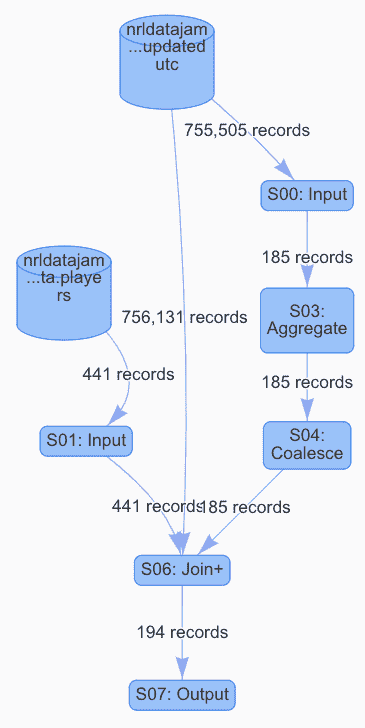 nrldatajam
...updated
utc
755,505 records
S00: Input
185 records
nrldatajam
...ta.playe
rs
S03:
Aggregate
756,131 records
441 records
185 records
S01: Input
S04:
Coalesce
441 records
185 records
S06: Join+
194 records
S07: Output